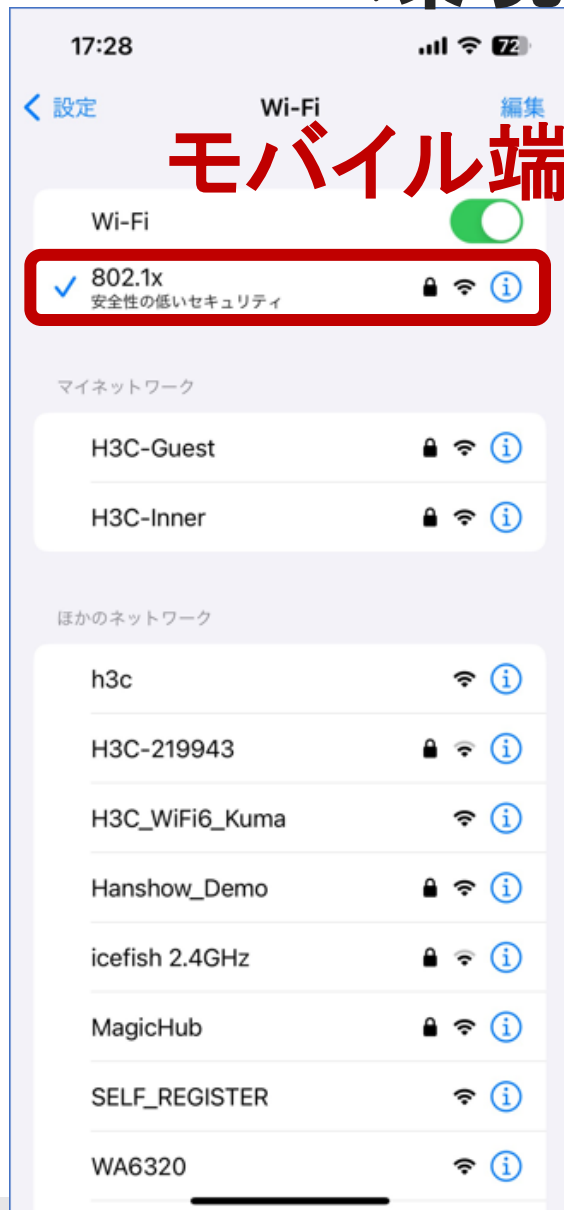 17:28
72
設定
Wi-Fi
編集
モバイル端
Wi-Fi
802.1x
安全性の低いセキュリティ
マイネットワーク
H3C-Guest
H3C-Inner
ほかのネットワーク
h3c
H3C-219943
H3C_WiFi6_Kuma
Hanshow_Demo
icefish 2.4GHz
MagicHub
SELF_REGISTER
WA6320